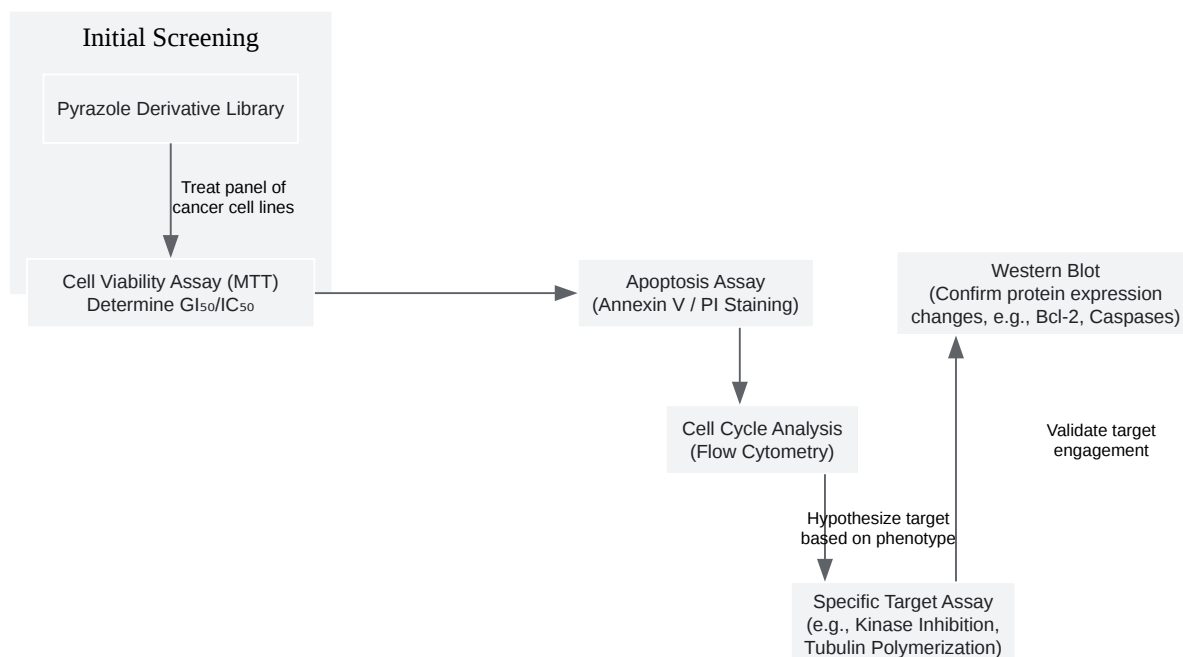 Initial Screening
Pyrazole Derivative Library
Treat panel of
cancer cell lines
Cell Viability Assay (MTT)
Determine GI₅₀/IC₅₀
Apoptosis Assay
(Annexin V / PI Staining)
Western Blot
(Confirm protein expression
changes, e.g., Bcl-2, Caspases)
Cell Cycle Analysis
(Flow Cytometry)
Validate target
engagement
Hypothesize target
based on phenotype
Specific Target Assay
(e.g., Kinase Inhibition,
Tubulin Polymerization)